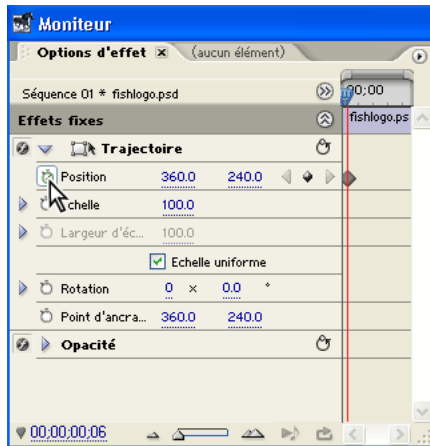 Moniteur
Options d'effet (aucun élément)
Séquence 01 * fishlogo.psd 00;00
Effets fixes fishlogo.ps
Trajectoire
Position 360.0 240.0
chelle 100.0
Largeur d'éc... 100.0
Echelle uniforme
Rotation 0 x 0.0 °
Point d'ancra... 360.0 240.0
Opacité
00;00;00;06